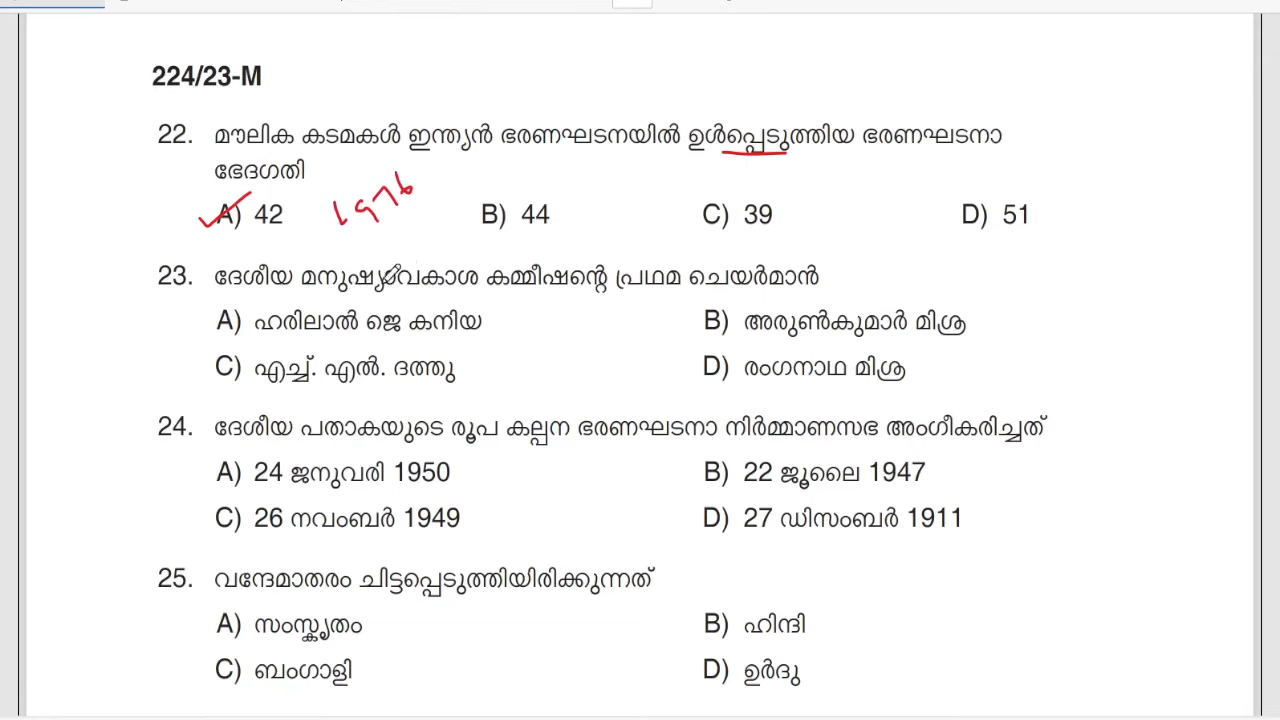 224/23-M
22. മൗലിക കടമകൾ ഇന്ത്യൻ ഭരണഘടനയിൽ ഉൾപ്പെടുത്തിയ ഭരണഘടനാ
ഭേദഗതി
A) 42 1976 B) 44 C) 39 D) 51
23. ദേശീയ മനുഷ്യാവകാശ കമ്മീഷന്റെ പ്രഥമ ചെയർമാൻ
A) ഹരിലാൽ ജെ കനിയ B) അരുൺകുമാർ മിശ്ര
C) എച്ച്. എൽ. ദത്തു D) രംഗനാഥ മിശ്ര
24. ദേശീയ പതാകയുടെ രൂപ കല്പന ഭരണഘടനാ നിർമ്മാണസഭ അംഗീകരിച്ചത്
A) 24 ജനുവരി 1950 B) 22 ജൂലൈ 1947
C) 26 നവംബർ 1949 D) 27 ഡിസംബർ 1911
25. വന്ദേമാതരം ചിട്ടപ്പെടുത്തിയിരിക്കുന്നത്
A) സംസ്കൃതം B) ഹിന്ദി
C) ബംഗാളി D) ഉർദു